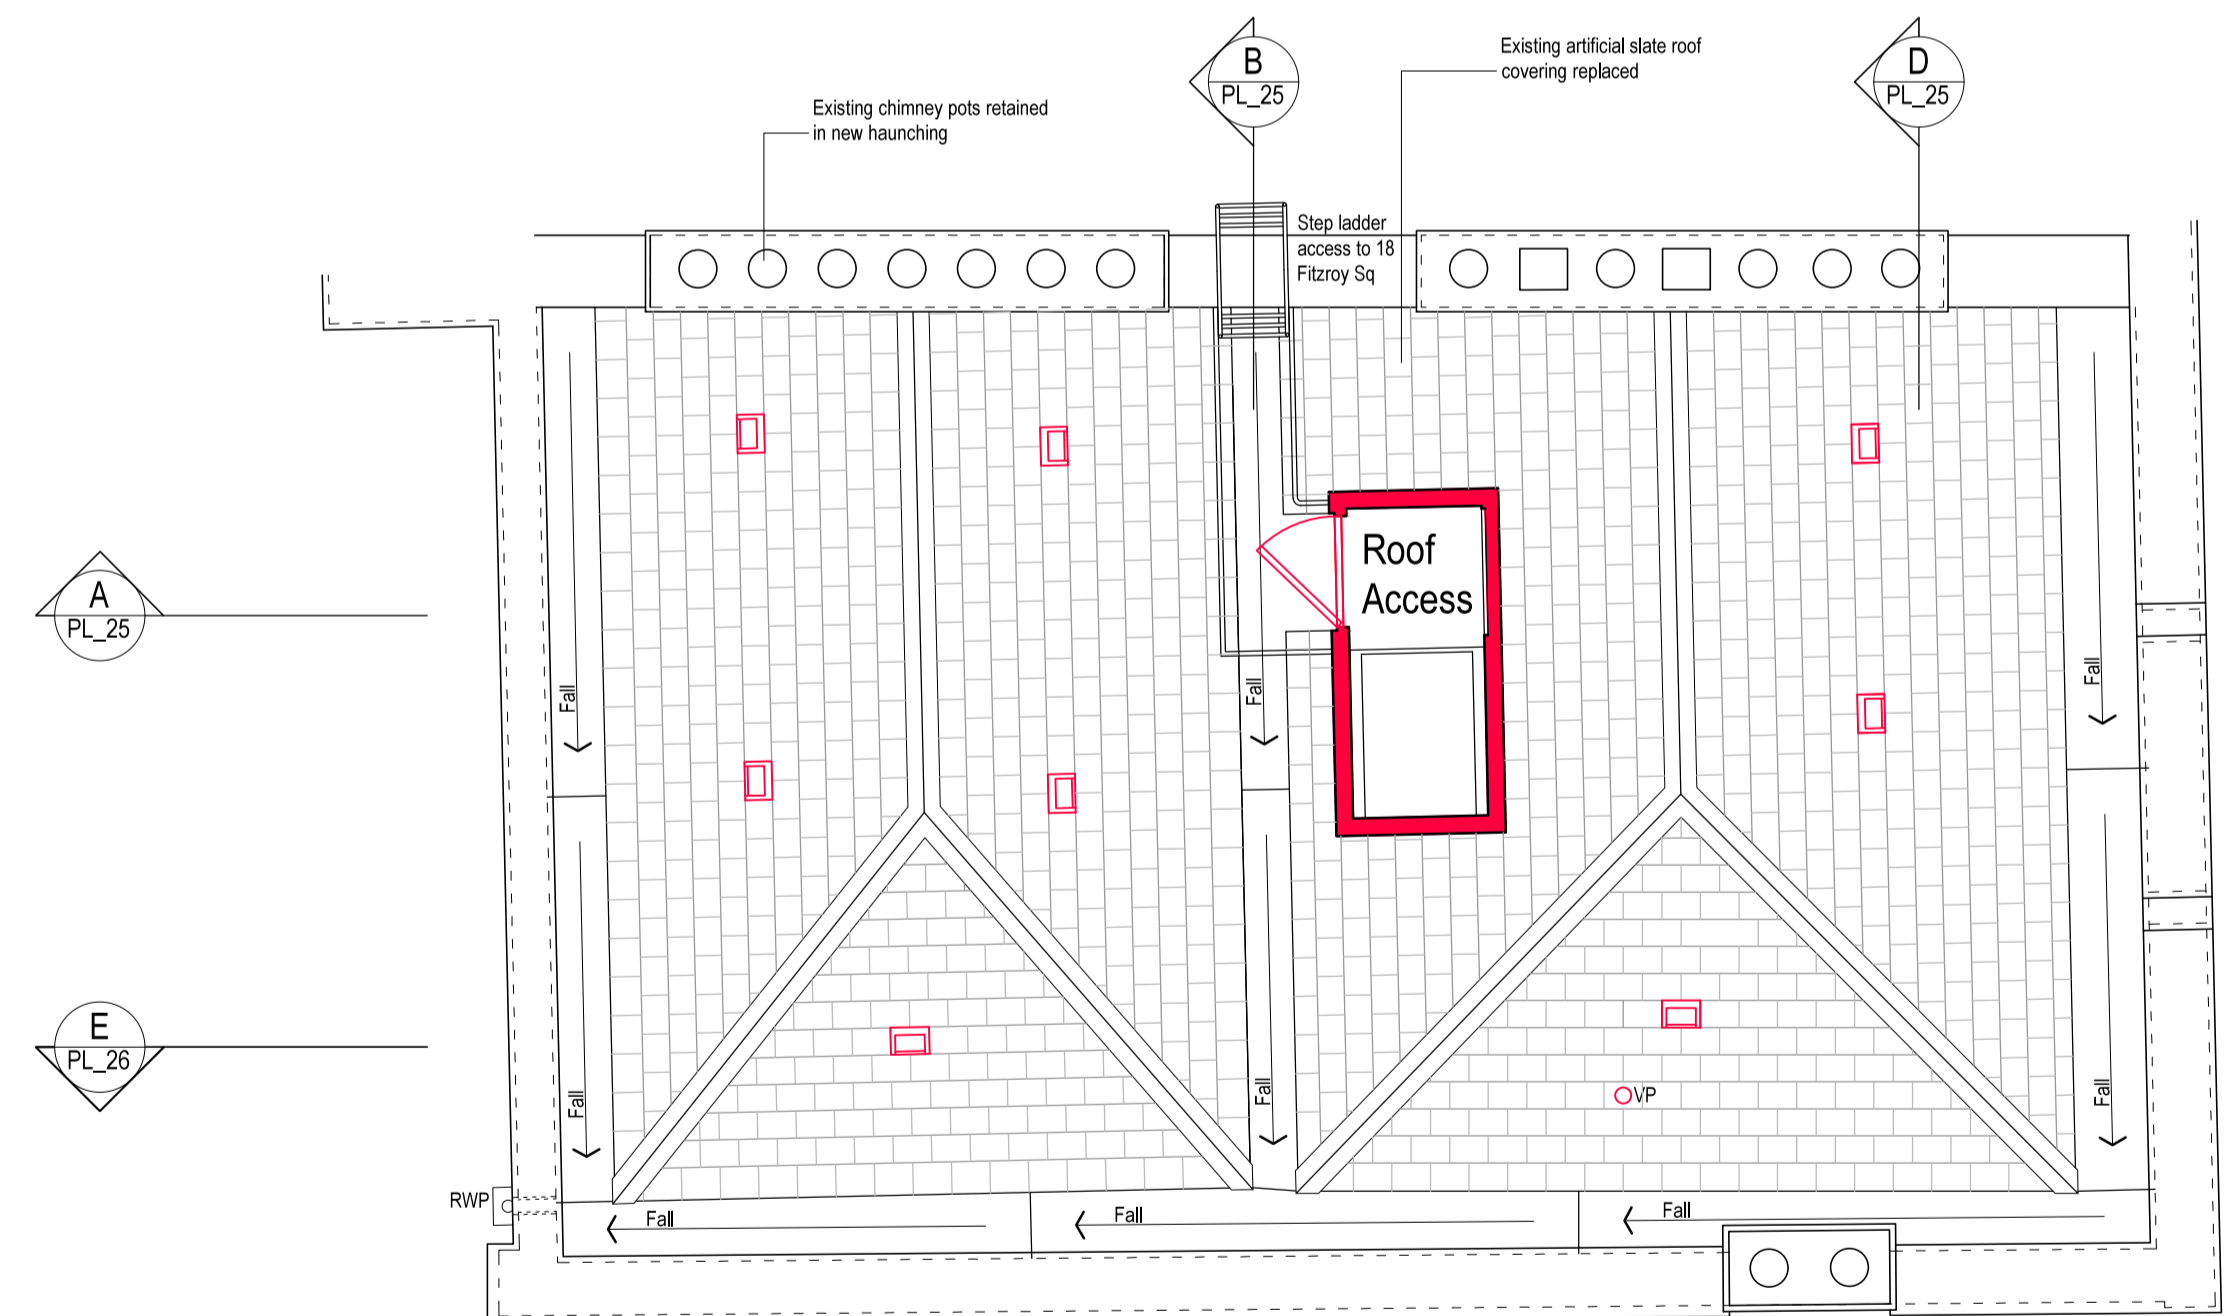 B
PL_25
Existing artificial slate roof
covering replaced
D
PL_25
Existing chimney pots retained
in new haunching
Step ladder
access to 18
Fitzroy Sq
Roof
Access
A
PL_25
Fall
Fall
Fall
E
PL_26
Fall
Fall
Fall
VP
RWP
Fall
Fall
Fall